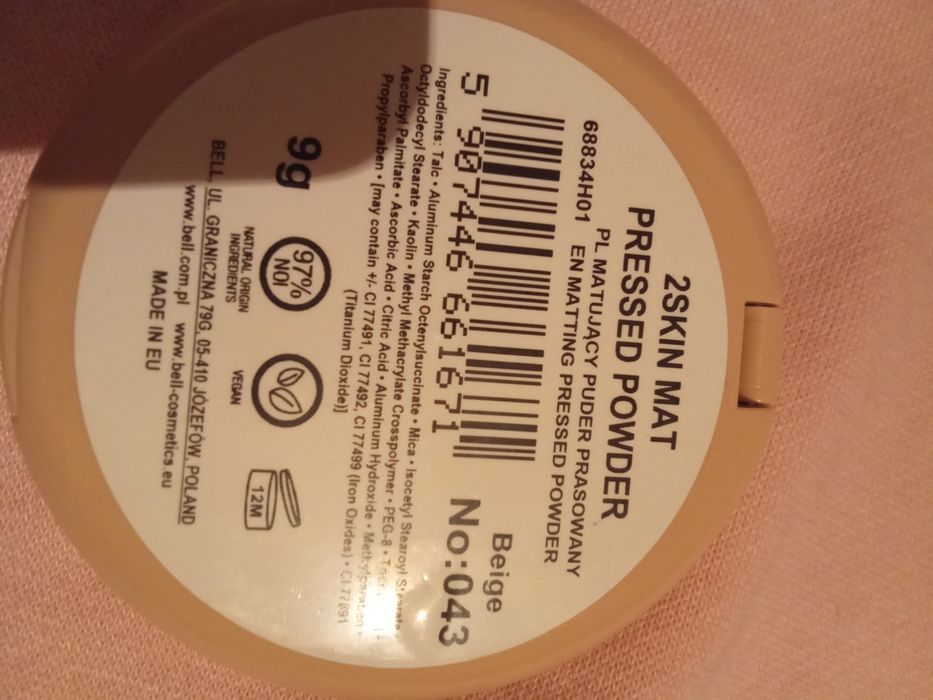 2SKIN MAT
PRESSED POWDER
PL MATUJĄCY PUDER PRASOWANY
68834H01 EN MATTING PRESSED POWDER
5 907446 661671
Beige
No:043
Ingredients: Talc • Aluminum Starch Octenylsuccinate • Mica • Isocetyl Stearoyl Stearate •
Octyldodecyl Stearate • Kaolin • Methyl Methacrylate Crosspolymer • PEG-8 •
Ascorbyl Palmitate • Ascorbic Acid • Citric Acid • Aluminum Hydroxide • Methylparaben •
Propylparaben • [may contain +/- CI 77491, CI 77492, CI 77499 (Iron Oxides) • CI 77891
(Titanium Dioxide)]
9g
97%
NOI
NATURAL ORIGIN
INGREDIENTS
VEGAN
12M
BELL, UL. GRANICZNA 79G, 05-410 JÓZEFÓW, POLAND
www.bell.com.pl www.bell-cosmetics.eu
MADE IN EU